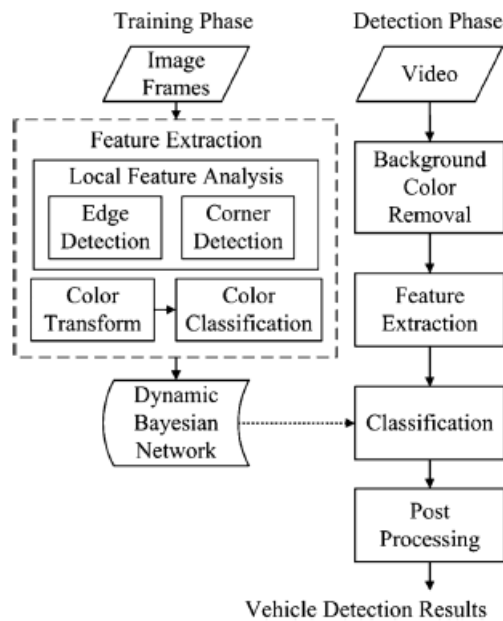 Training Phase
Image
Frames
Feature Extraction
Local Feature Analysis
Edge
Detection
Corner
Detection
Color
Transform
Color
Classification
Dynamic
Bayesian
Network
Detection Phase
Video
Background
Color
Removal
Feature
Extraction
Classification
Post
Processing
Vehicle Detection Results